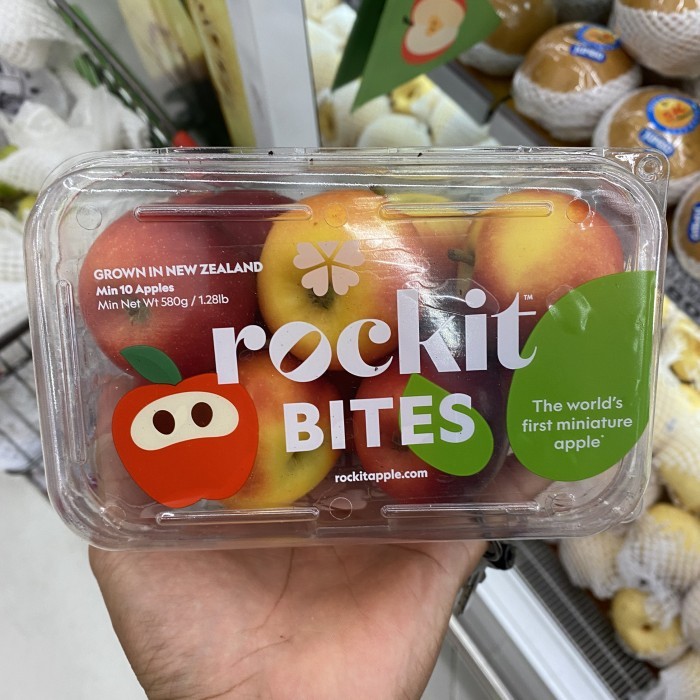 GROWN IN NEW ZEALAND
Min 10 Apples
Min Net Wt 580g / 1.28lb
rockit™
BITES
The world's
first miniature
apple*
rockitapple.com